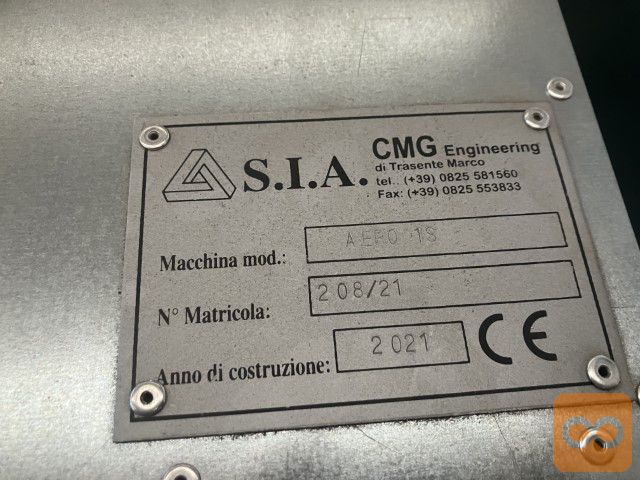 S.I.A.
CMG Engineering
di Trasente Marco
tel.. (+39) 0825 581560
Fax: (+39) 0825 553833
Macchina mod.: AERO 1S
N° Matricola: 208/21
Anno di costruzione: 2021 CE